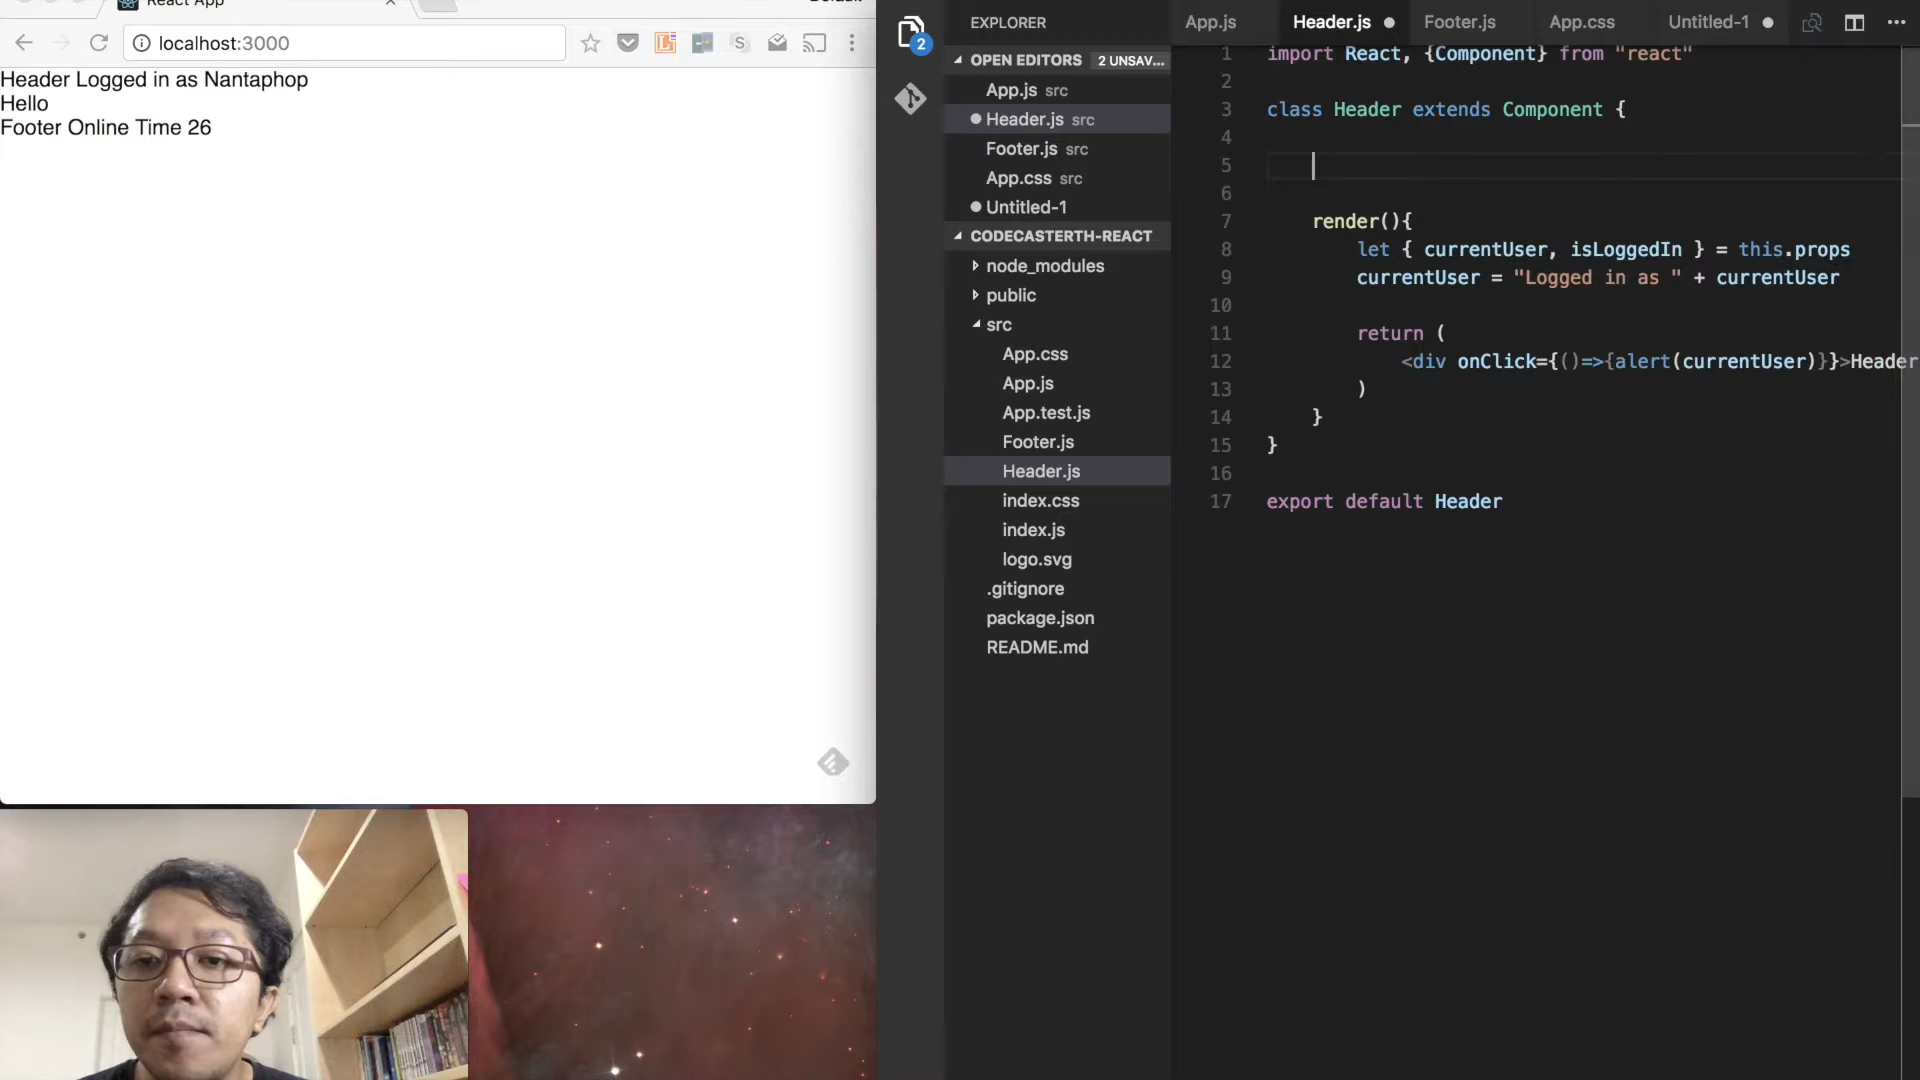 React App
localhost:3000
Header Logged in as Nantaphop
Hello
Footer Online Time 26
2
EXPLORER
OPEN EDITORS 2 UNSAV...
App.js src
Header.js src
Footer.js src
App.css src
Untitled-1
CODECASTERTH-REACT
node_modules
public
src
App.css
App.js
App.test.js
Footer.js
Header.js
index.css
index.js
logo.svg
.gitignore
package.json
README.md
App.js Header.js Footer.js App.css Untitled-1
1 import React, {Component} from "react"
2
3 class Header extends Component {
4
5
6
7 render(){
8 let { currentUser, isLoggedIn } = this.props
9 currentUser = "Logged in as " + currentUser
10
11 return (
12 <div onClick={()=>{alert(currentUser)}}>Header
13 )
14 }
15 }
16
17 export default Header